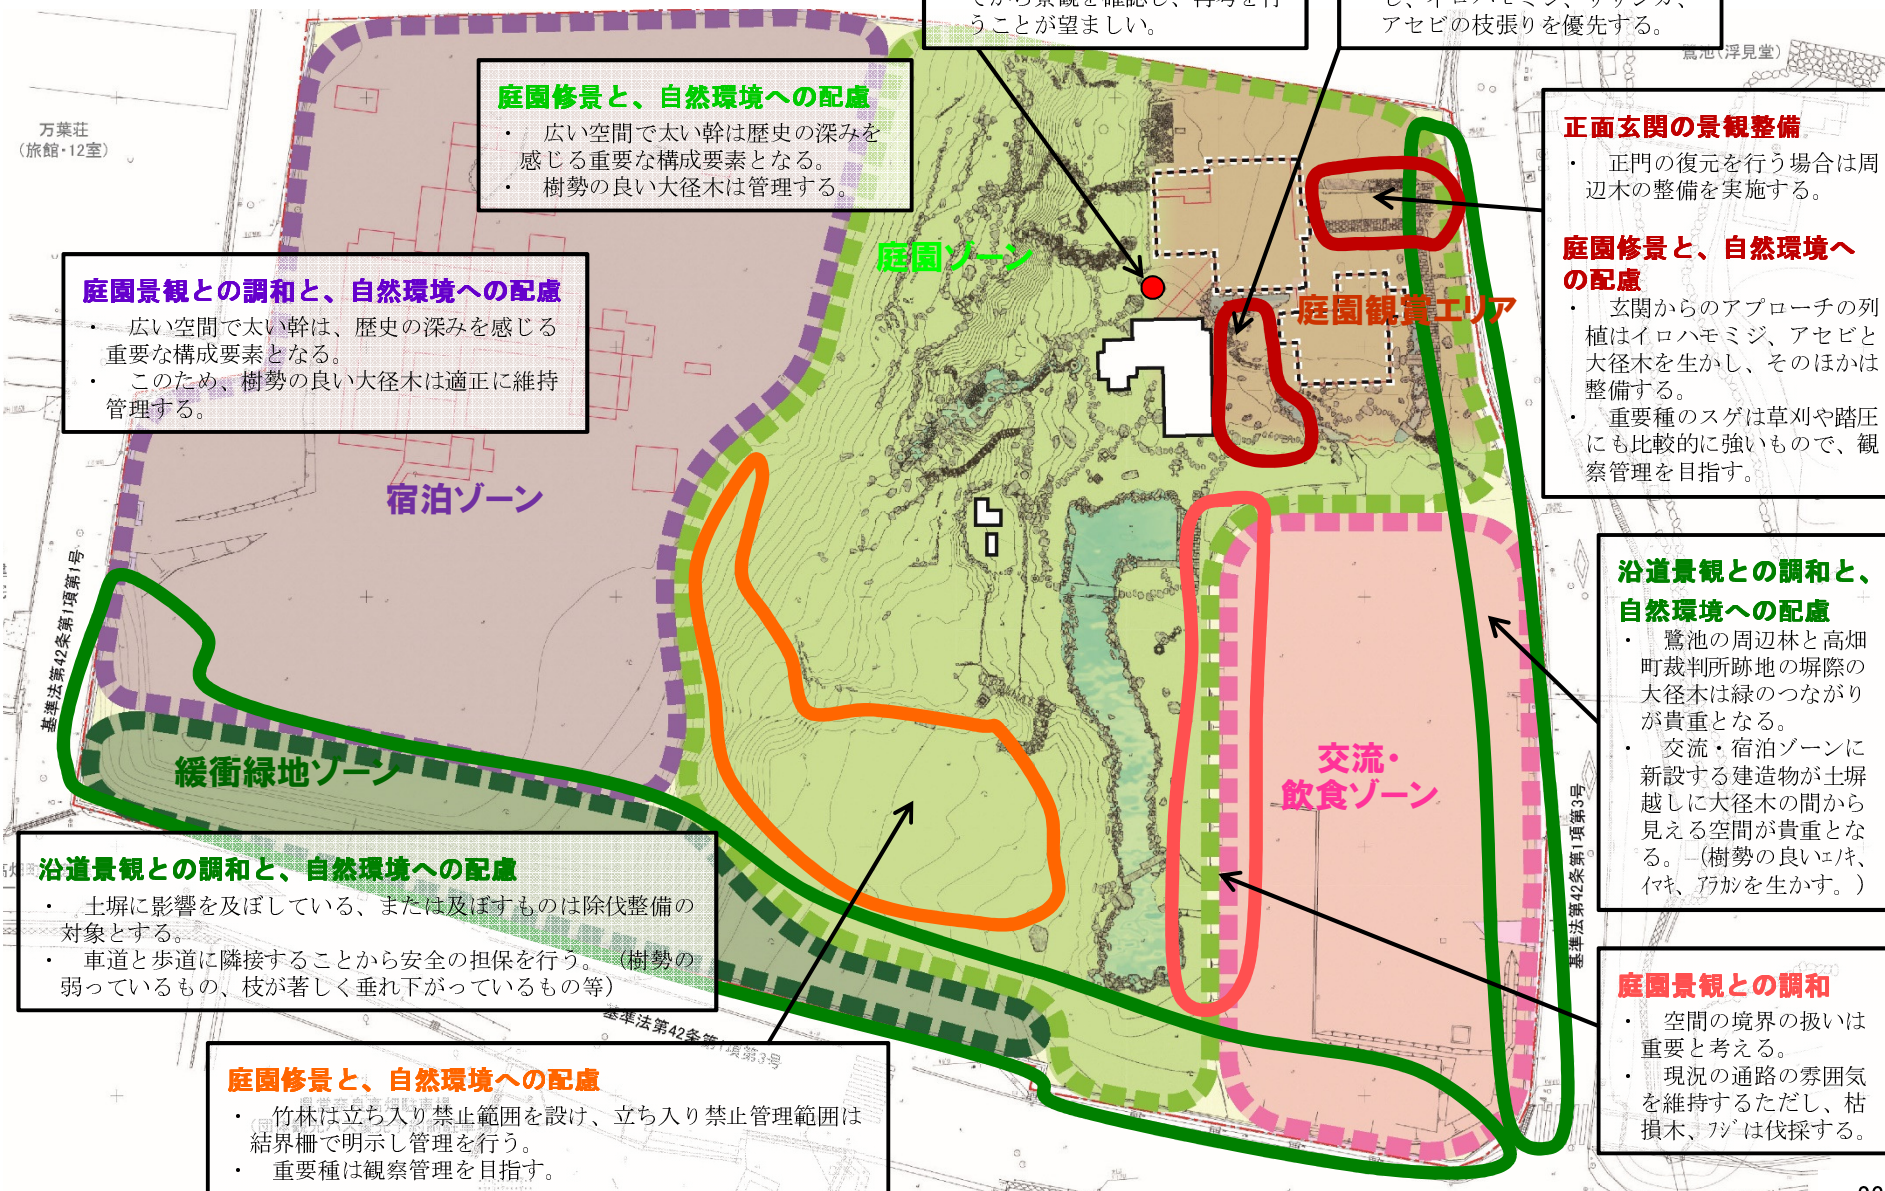 うことが望ましい。
アセビの枝張りを優先する。
鷺池(浮見堂)
万葉荘
(旅館・12室)
庭園修景と、自然環境への配慮
・ 広い空間で太い幹は歴史の深みを
感じる重要な構成要素となる。
・ 樹勢の良い大径木は管理する。
正面玄関の景観整備
・ 正門の復元を行う場合は周
辺木の整備を実施する。
庭園修景と、自然環境へ
の配慮
・ 玄関からのアプローチの列
植はイロハモミジ、アセビと
大径木を生かし、そのほかは
整備する。
・ 重要種のスゲは草刈や踏圧
にも比較的に強いもので、観
察管理を目指す。
庭園ゾーン
庭園景観との調和と、自然環境への配慮
・ 広い空間で太い幹は、歴史の深みを感じる
重要な構成要素となる。
・ このため、樹勢の良い大径木は適正に維持
管理する。
庭園観賞エリア
宿泊ゾーン
基準法第42条第1項第1号
沿道景観との調和と、
自然環境への配慮
・ 鷺池の周辺林と高畑
町裁判所跡地の塀際の
大径木は緑のつながり
が貴重となる。
・ 交流・宿泊ゾーンに
新設する建造物が土塀
越しに大径木の間から
見える空間が貴重とな
る。 (樹勢の良いエノキ、
イヌマキ、アラカシを生かす。)
緩衝緑地ゾーン
交流・
飲食ゾーン
基準法第42条第1項第3号
沿道景観との調和と、自然環境への配慮
・ 土塀に影響を及ぼしている、または及ぼすものは除伐整備の
対象とする。
・ 車道と歩道に隣接することから安全の担保を行う。 (樹勢の
弱っているもの、枝が著しく垂れ下がっているもの等)
基準法第42条第1項第3号
庭園景観との調和
・ 空間の境界の扱いは
重要と考える。
・ 現況の通路の雰囲気
を維持するただし、枯
損木、フジは伐採する。
庭園修景と、自然環境への配慮
・ 竹林は立ち入り禁止範囲を設け、立ち入り禁止管理範囲は
結界柵で明示し管理を行う。
・ 重要種は観察管理を目指す。